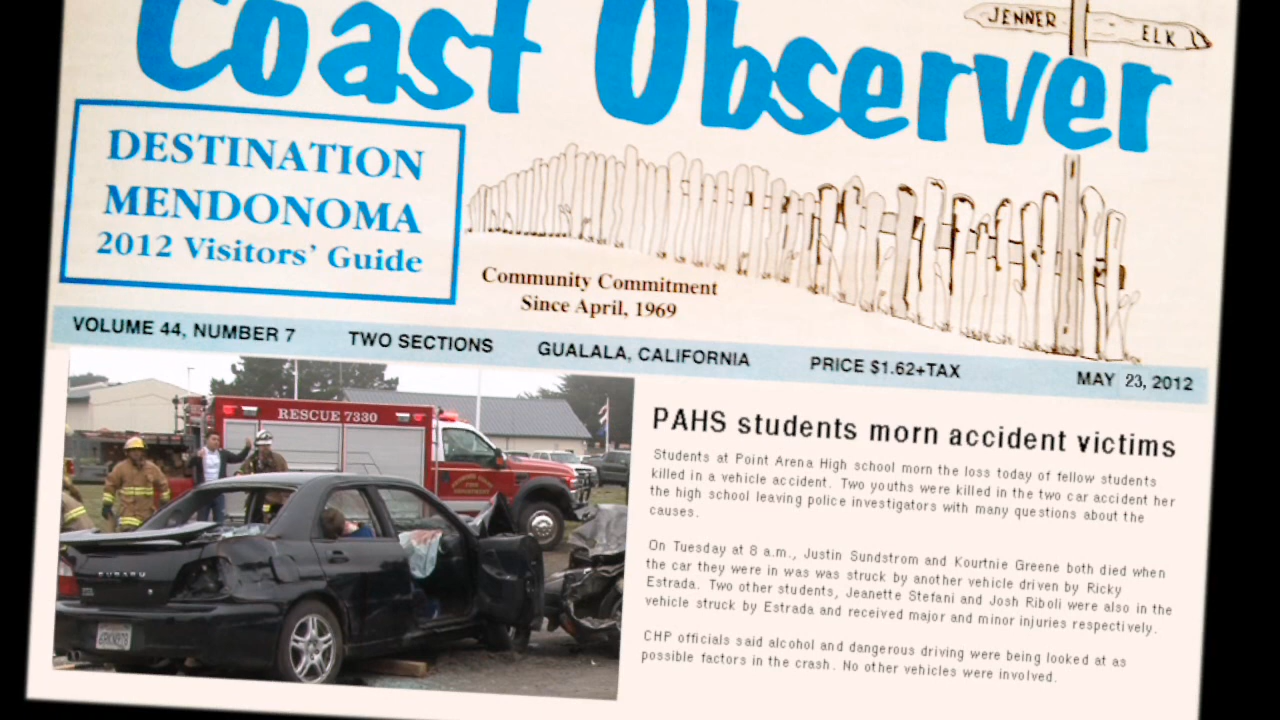 Coast Observer
JENNER
ELK
DESTINATION
MENDONOMA
2012 Visitors' Guide
Community Commitment
Since April, 1969
VOLUME 44, NUMBER 7 TWO SECTIONS GUALALA, CALIFORNIA PRICE $1.62+TAX MAY 23, 2012
RESCUE 7330
SUBARU
PAHS students morn accident victims
Students at Point Arena High school morn the loss today of fellow students
killed in a vehicle accident. Two youths were killed in the two car accident her
the high school leaving police investigators with many questions about the
causes.
On Tuesday at 8 a.m., Justin Sundstrom and Kourtnie Greene both died when
the car they were in was was struck by another vehicle driven by Ricky
Estrada. Two other students, Jeanette Stefani and Josh Riboli were also in the
vehicle struck by Estrada and received major and minor injuries respectively.
CHP officials said alcohol and dangerous driving were being looked at as
possible factors in the crash. No other vehicles were involved.